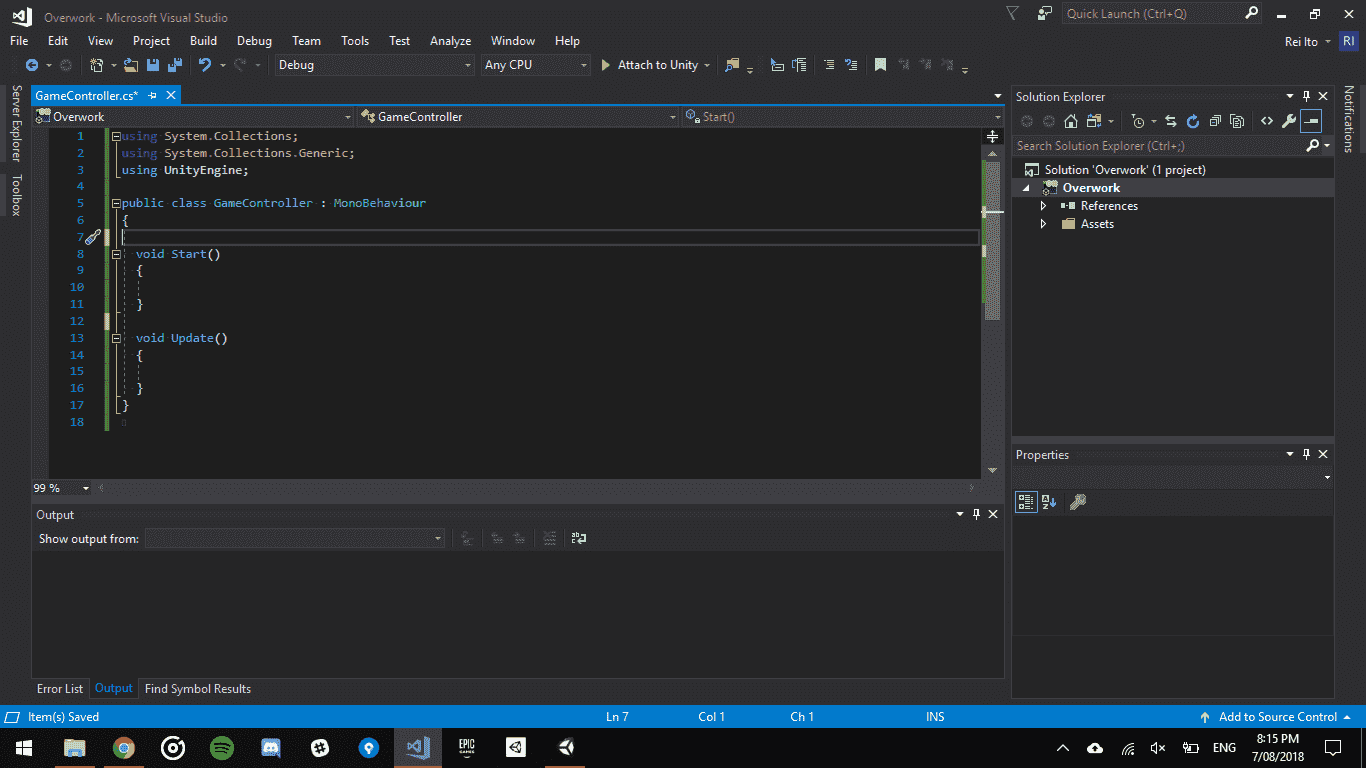 Overwork - Microsoft Visual Studio
Quick Launch (Ctrl+Q)
File Edit View Project Build Debug Team Tools Test Analyze Window Help
Rei Ito RI
Debug Any CPU Attach to Unity
Server Explorer
Toolbox
Notifications
GameController.cs*
Overwork GameController Start()
1 using System.Collections;
2 using System.Collections.Generic;
3 using UnityEngine;
4
5 public class GameController : MonoBehaviour
6 {
7
8 void Start()
9 {
10
11 }
12
13 void Update()
14 {
15
16 }
17 }
18
99 %
Solution Explorer
Search Solution Explorer (Ctrl+;)
Solution 'Overwork' (1 project)
Overwork
References
Assets
Properties
Output
Show output from:
Error List Output Find Symbol Results
Item(s) Saved Ln 7 Col 1 Ch 1 INS Add to Source Control
EPIC
GAMES
ENG
8:15 PM
7/08/2018